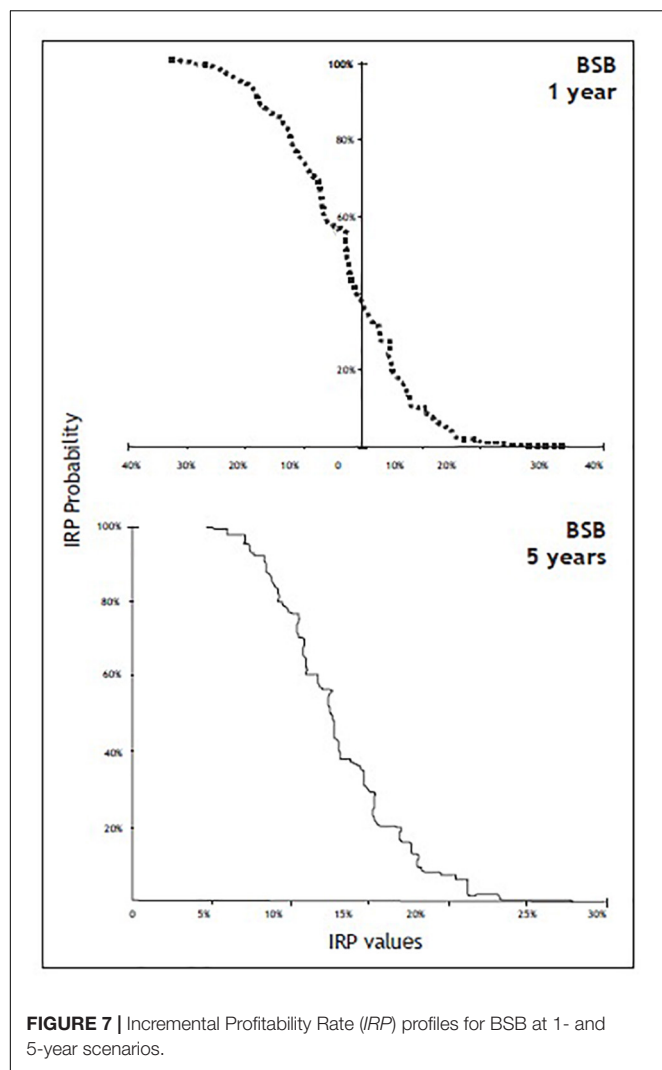 BSB
1 year
100%
80%
60%
20%
40% 30% 20% 10% 0 10% 20% 30% 40%
IRP Probability
BSB
5 years
100%
80%
60%
40%
20%
0 5% 10% 15% 20% 25% 30%
IRP values
FIGURE 7 | Incremental Profitability Rate (IRP) profiles for BSB at 1- and
5-year scenarios.